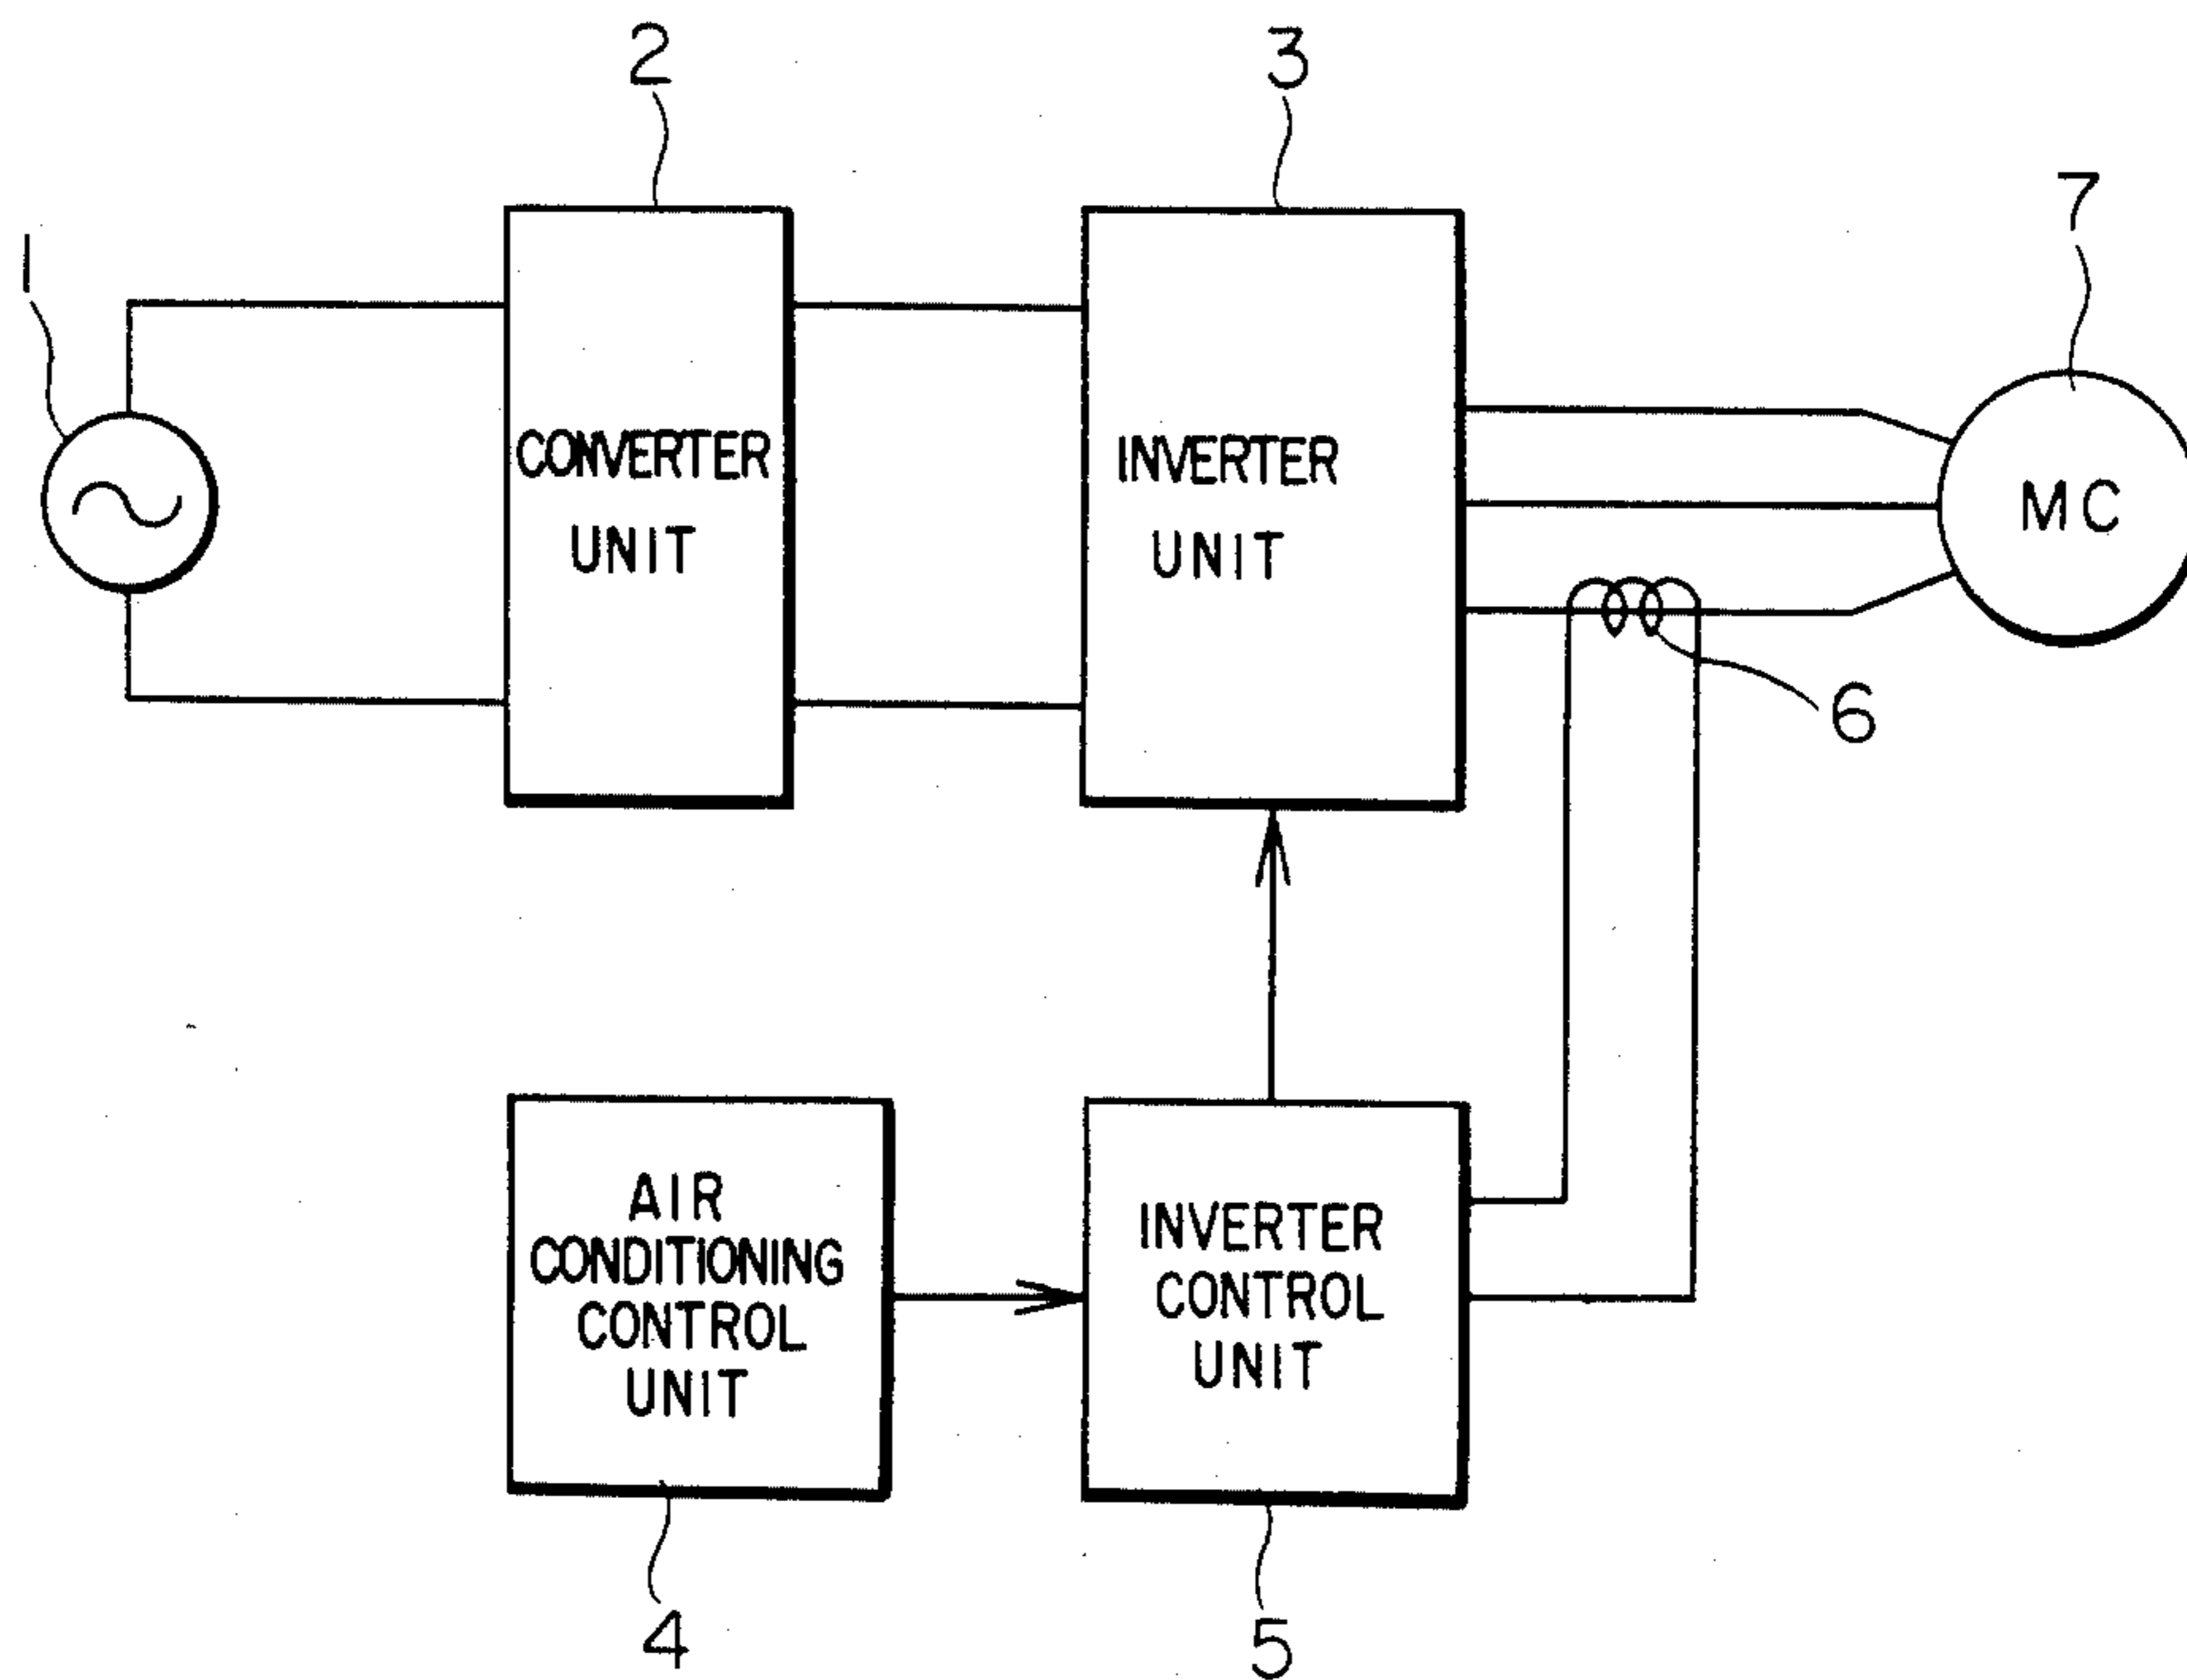 2
3
7
1
CONVERTER
UNIT
INVERTER
UNIT
MC
6
AIR
CONDITIONING
CONTROL
UNIT
INVERTER
CONTROL
UNIT
4
5